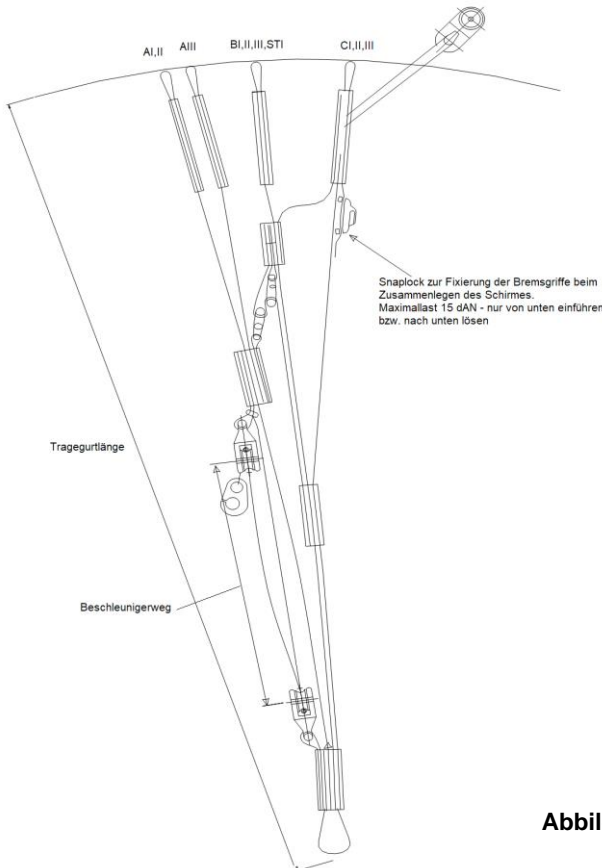 AI,II AIII BI,II,III,STI CI,II,III
Snaplock zur Fixierung der Bremsgriffe beim
Zusammenlegen des Schirmes.
Maximallast 15 dAN - nur von unten einführen
bzw. nach unten lösen
Tragegurtlänge
Beschleunigerweg
Abbil